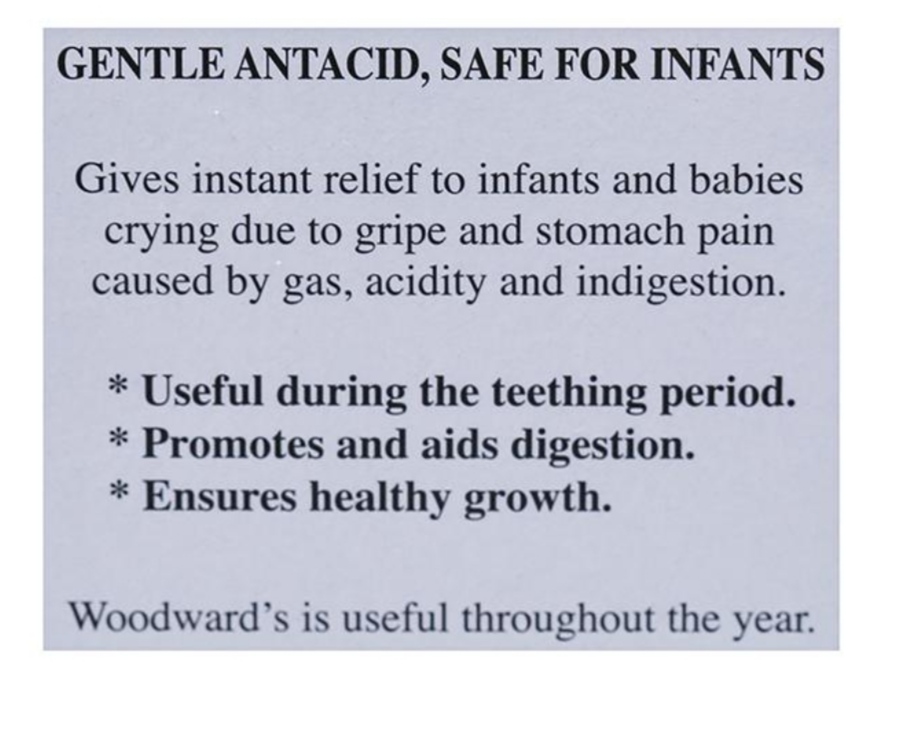 GENTLE ANTACID, SAFE FOR INFANTS
Gives instant relief to infants and babies
crying due to gripe and stomach pain
caused by gas, acidity and indigestion.
* Useful during the teething period.
* Promotes and aids digestion.
* Ensures healthy growth.
Woodward's is useful throughout the year.